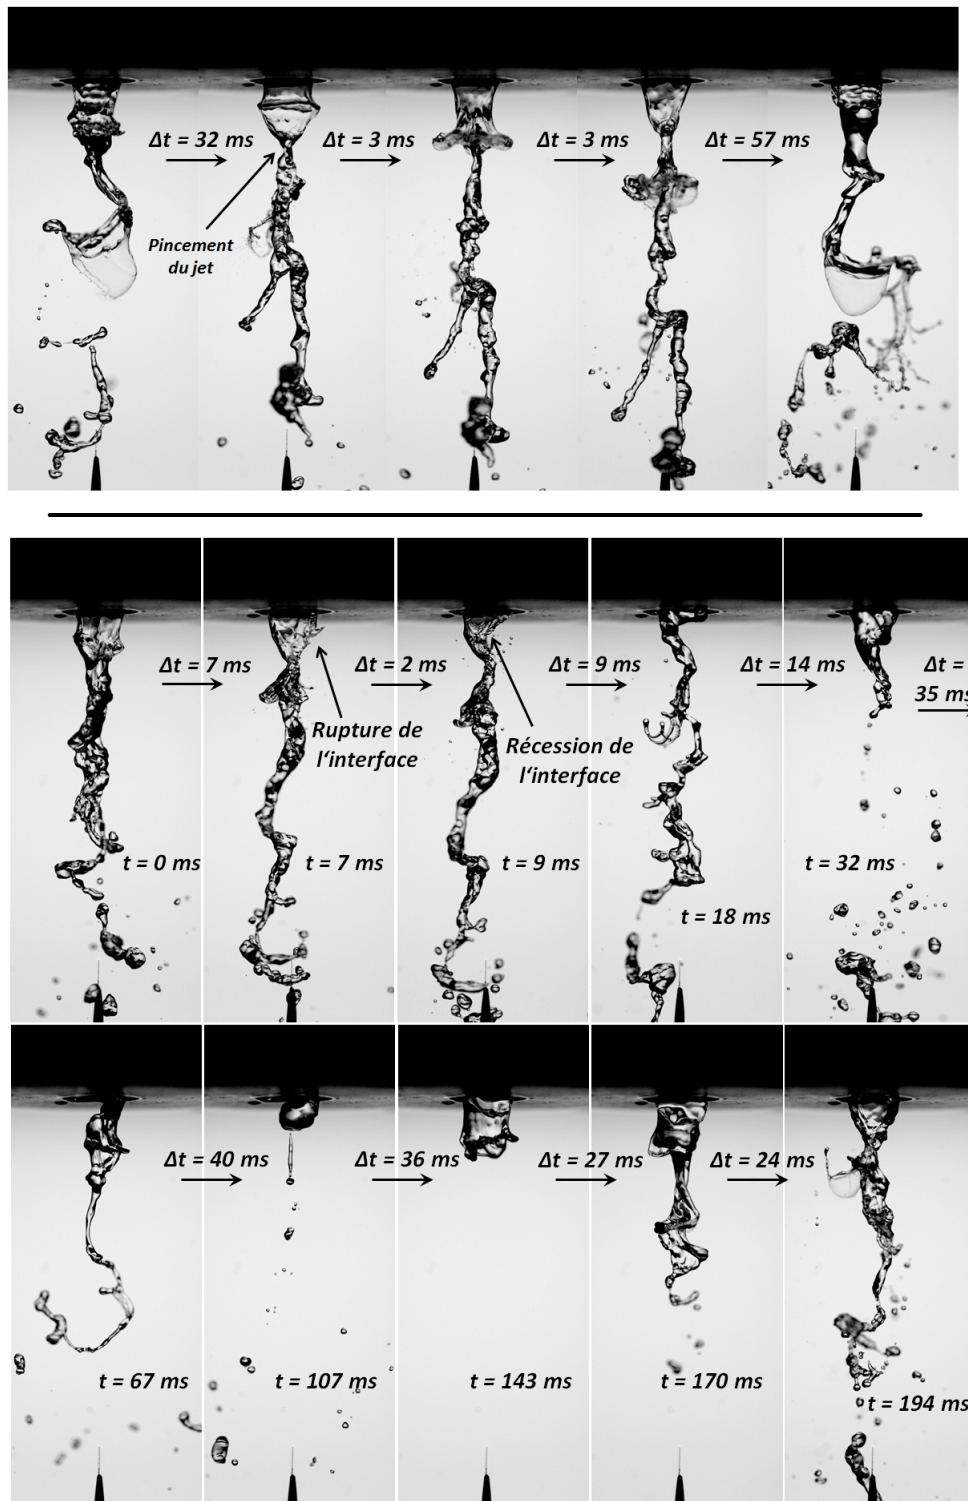 Δt = 32 ms
Δt = 3 ms
Δt = 3 ms
Δt = 57 ms
Pincement
du jet
Δt = 7 ms
Δt = 2 ms
Δt = 9 ms
Δt = 14 ms
Δt =
35 ms
Rupture de
l'interface
Récession de
l'interface
t = 0 ms
t = 7 ms
t = 9 ms
t = 18 ms
t = 32 ms
Δt = 40 ms
Δt = 36 ms
Δt = 27 ms
Δt = 24 ms
t = 67 ms
t = 107 ms
t = 143 ms
t = 170 ms
t = 194 ms